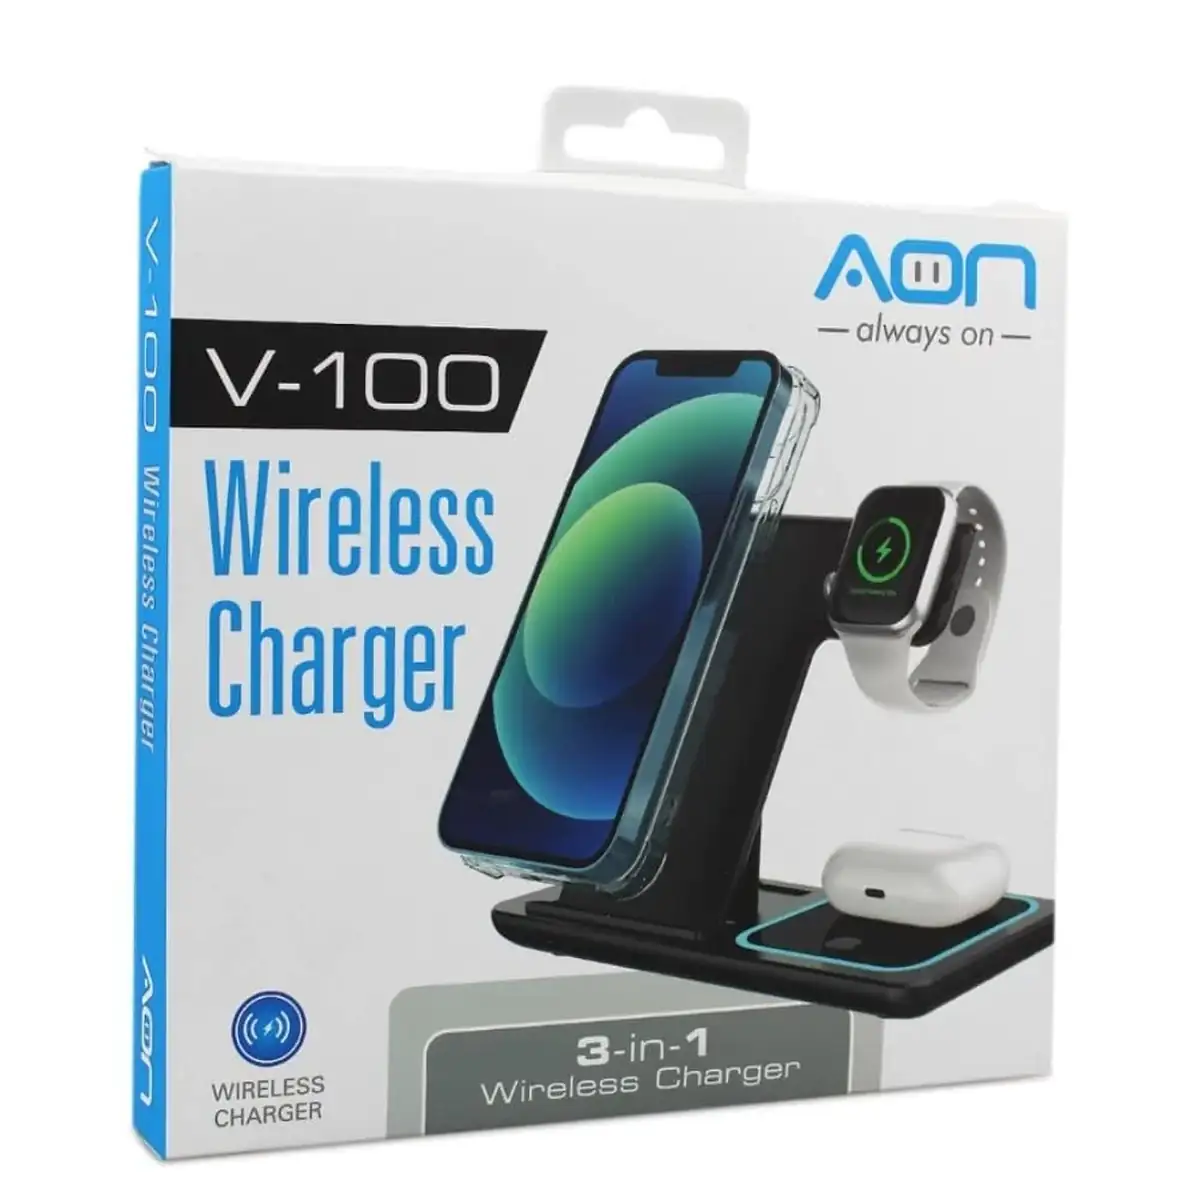 AON
always on
V-100
Wireless
Charger
3-in-1
Wireless Charger
WIRELESS
CHARGER
V-100 Wireless Charger
AON